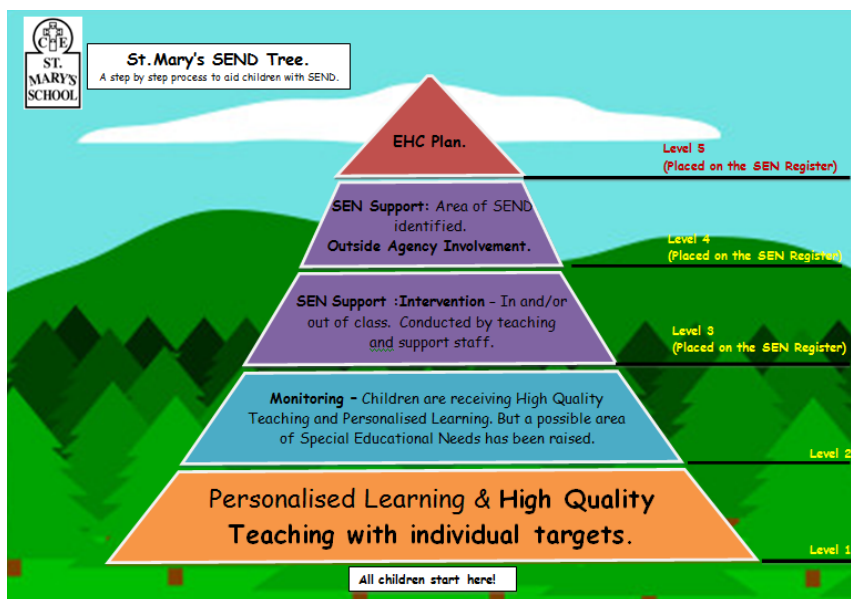 C E
ST.
MARY'S
SCHOOL
St.Mary's SEND Tree.
A step by step process to aid children with SEND.
EHC Plan.
Level 5
(Placed on the SEN Register)
SEN Support: Area of SEND
identified.
Outside Agency Involvement.
Level 4
(Placed on the SEN Register)
SEN Support :Intervention – In and/or
out of class. Conducted by teaching
and support staff.
Level 3
(Placed on the SEN Register)
Monitoring – Children are receiving High Quality
Teaching and Personalised Learning. But a possible area
of Special Educational Needs has been raised.
Level 2
Personalised Learning & High Quality
Teaching with individual targets.
Level 1
All children start here!